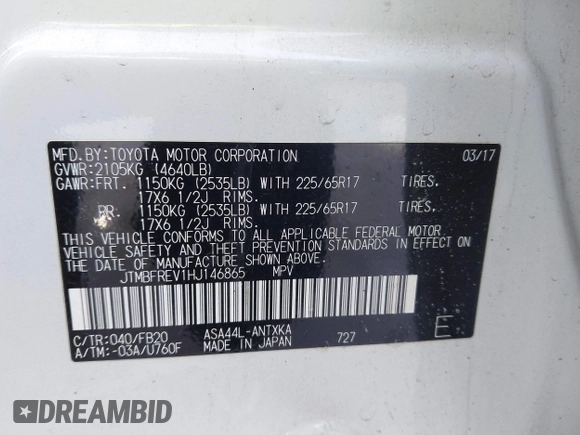 MFD. BY: TOYOTA MOTOR CORPORATION 03/17
GVWR: 2105KG (4640LB)
GAWR: FRT. 1150KG (2535LB) WITH 225/65R17 TIRES.
17X6 1/2J RIMS.
RR. 1150KG (2535LB) WITH 225/65R17 TIRES.
17X6 1/2J RIMS.
THIS VEHICLE CONFORMS TO ALL APPLICABLE FEDERAL MOTOR
VEHICLE SAFETY AND THEFT PREVENTION STANDARDS IN EFFECT ON
THE DATE OF MANUFACTURE SHOWN ABOVE.
JTMBFREV1HJ146865 MPV
C/TR: 040/FB20 ASA44L-ANTXKA
A/TM: -03A/U760F MADE IN JAPAN 727 E
DREAMBID